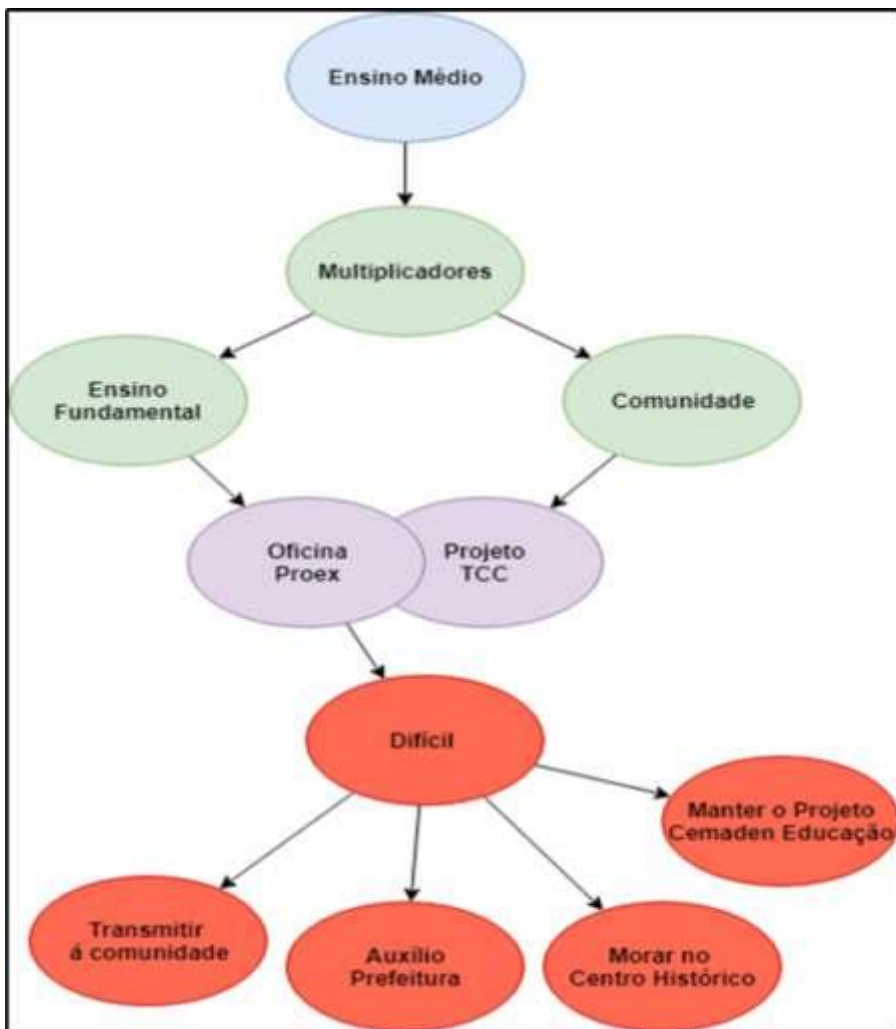 Ensino Médio
Multiplicadores
Ensino
Fundamental
Comunidade
Oficina
Proex
Projeto
TCC
Difícil
Manter o Projeto
Cemaden Educação
Transmitir
á comunidade
Auxílio
Prefeitura
Morar no
Centro Histórico